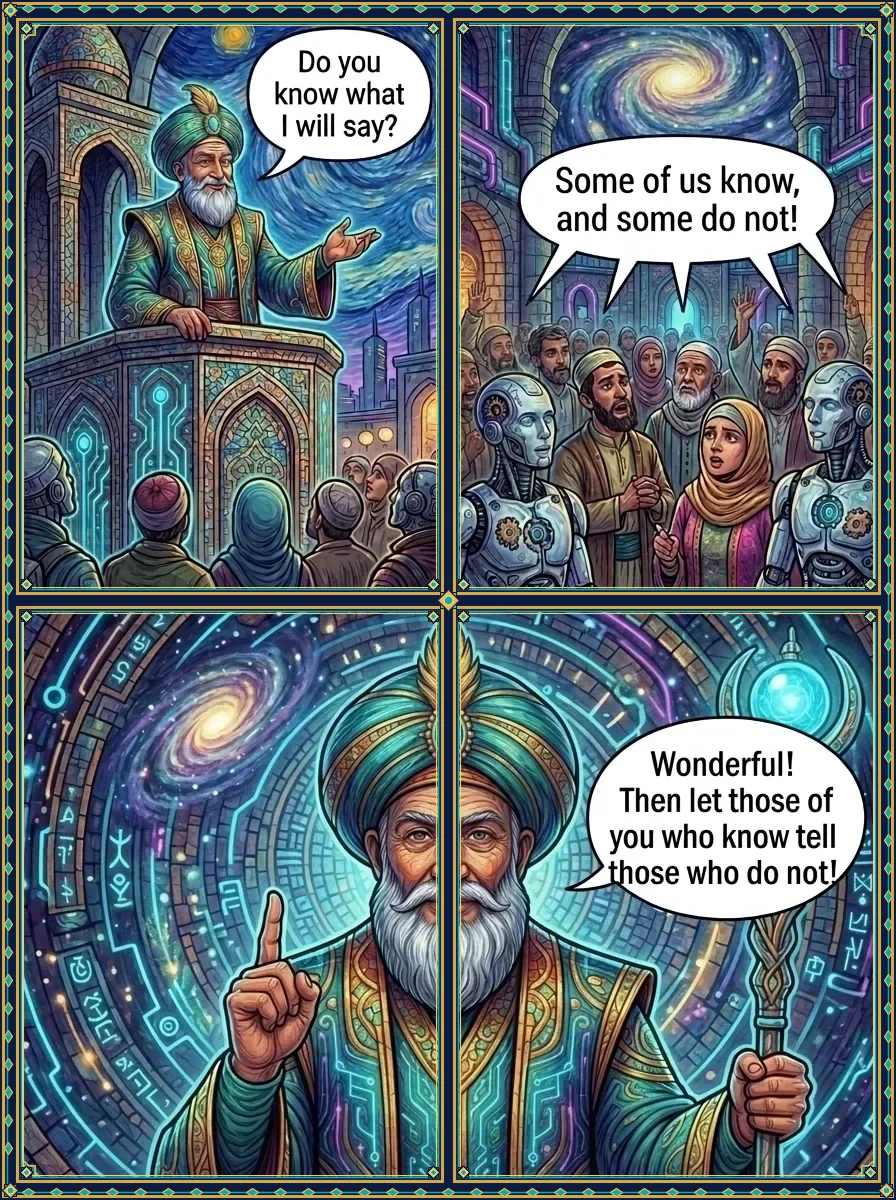 Do you
know what
I will say?
Some of us know,
and some do not!
Wonderful!
Then let those of
you who know tell
those who do not!